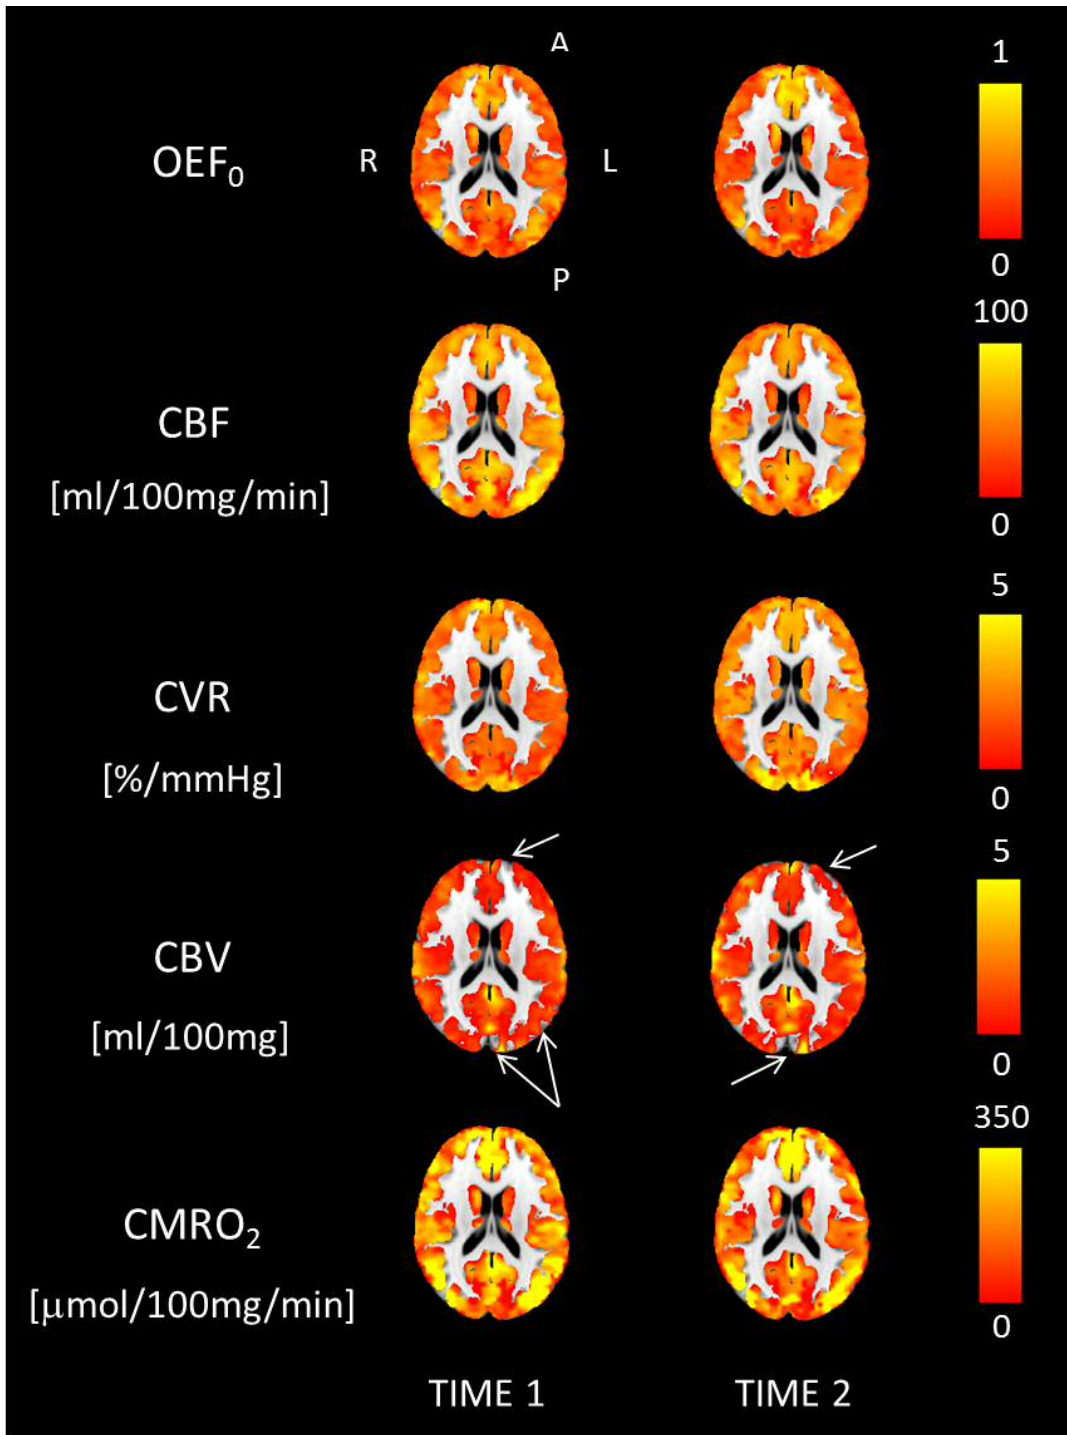 A
1
OEF₀
R
L
0
P
100
CBF
[ml/100mg/min]
0
5
CVR
[%/mmHg]
0
5
CBV
[ml/100mg]
0
350
CMRO₂
[μmol/100mg/min]
0
TIME 1
TIME 2